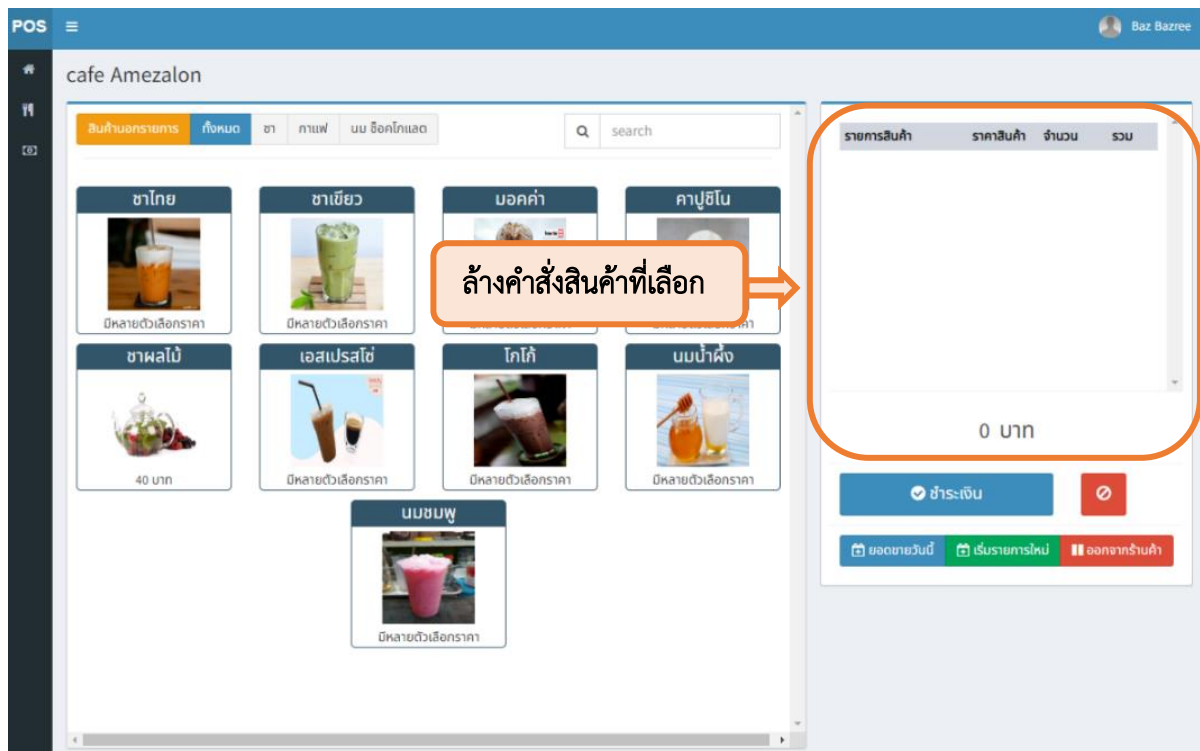 POS
Baz Bazree
cafe Amezalon
สินค้านอกรายการ ทั้งหมด ชา กาแฟ นม ช็อคโกแลต
search
รายการสินค้า ราคาสินค้า จำนวน รวม
ชาไทย ชาเขียว มอคค่า คาปูชิโน
ล้างคำสั่งสินค้าที่เลือก
มีหลายตัวเลือกราคา มีหลายตัวเลือกราคา
ชาผลไม้ เอสเปรสโซ่ โกโก้ นมน้ำผึ้ง
40 บาท มีหลายตัวเลือกราคา มีหลายตัวเลือกราคา มีหลายตัวเลือกราคา
นมชมพู
มีหลายตัวเลือกราคา
0 บาท
ชำระเงิน
ยอดขายวันนี้ เริ่มรายการใหม่ ออกจากร้านค้า